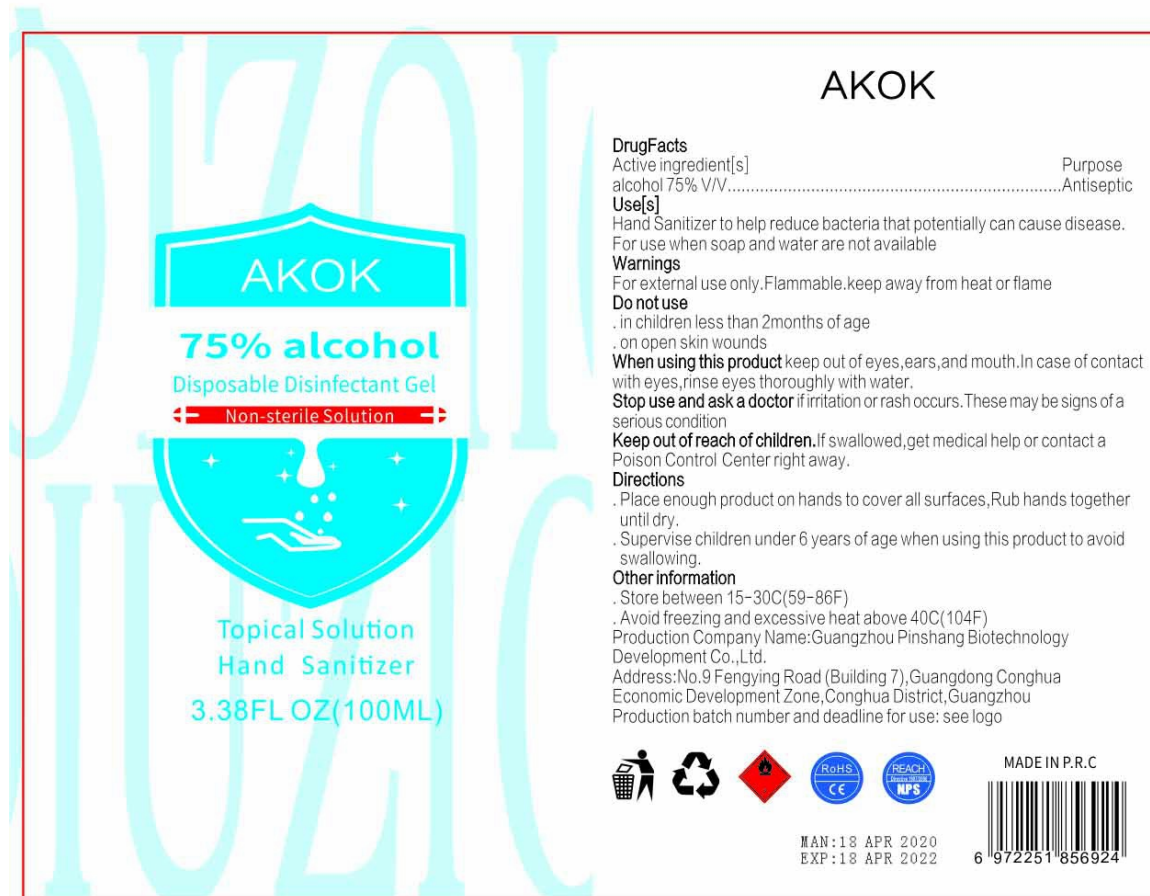 AKOK
75% alcohol
Disposable Disinfectant Gel
Non-sterile Solution
Topical Solution
Hand Sanitizer
3.38FL OZ(100ML)
AKOK
DrugFacts
Active ingredient[s] Purpose
alcohol 75% V/V........................................................................Antiseptic
Use[s]
Hand Sanitizer to help reduce bacteria that potentially can cause disease.
For use when soap and water are not available
Warnings
For external use only.Flammable.keep away from heat or flame
Do not use
. in children less than 2months of age
. on open skin wounds
When using this product keep out of eyes,ears,and mouth.In case of contact
with eyes,rinse eyes thoroughly with water.
Stop use and ask a doctor if irritation or rash occurs.These may be signs of a
serious condition
Keep out of reach of children.If swallowed,get medical help or contact a
Poison Control Center right away.
Directions
. Place enough product on hands to cover all surfaces,Rub hands together
until dry.
. Supervise children under 6 years of age when using this product to avoid
swallowing.
Other information
. Store between 15-30C(59-86F)
. Avoid freezing and excessive heat above 40C(104F)
Production Company Name:Guangzhou Pinshang Biotechnology
Development Co.,Ltd.
Address:No.9 Fengying Road (Building 7),Guangdong Conghua
Economic Development Zone,Conghua District,Guangzhou
Production batch number and deadline for use: see logo
RoHS
CE
REACH
NPS
MADE IN P.R.C
MAN:18 APR 2020
EXP:18 APR 2022
6 972251 856924